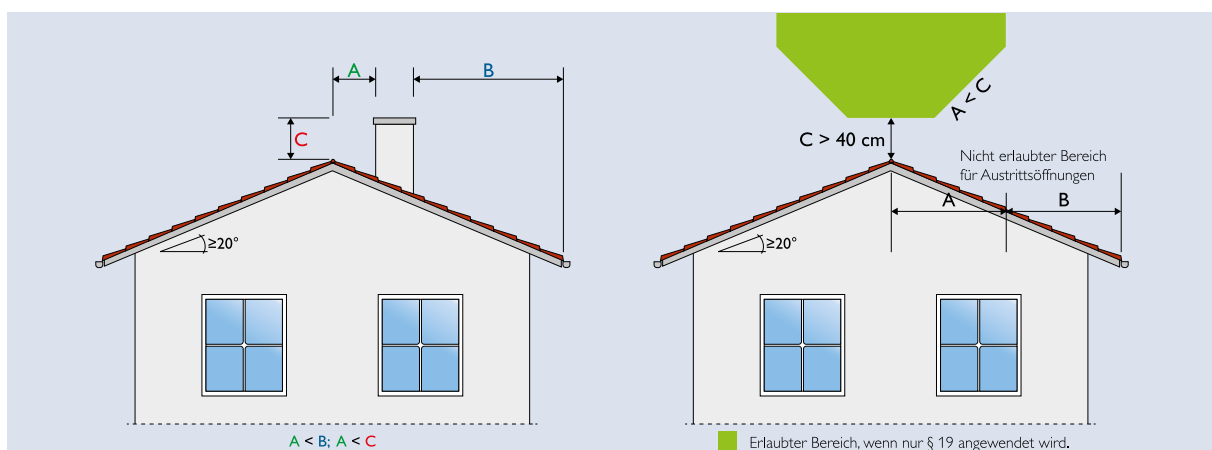 A
B
C
≥20°
A < B; A < C
A < C
C > 40 cm
Nicht erlaubter Bereich
für Austrittsöffnungen
A
B
≥20°
Erlaubter Bereich, wenn nur § 19 angewendet wird.